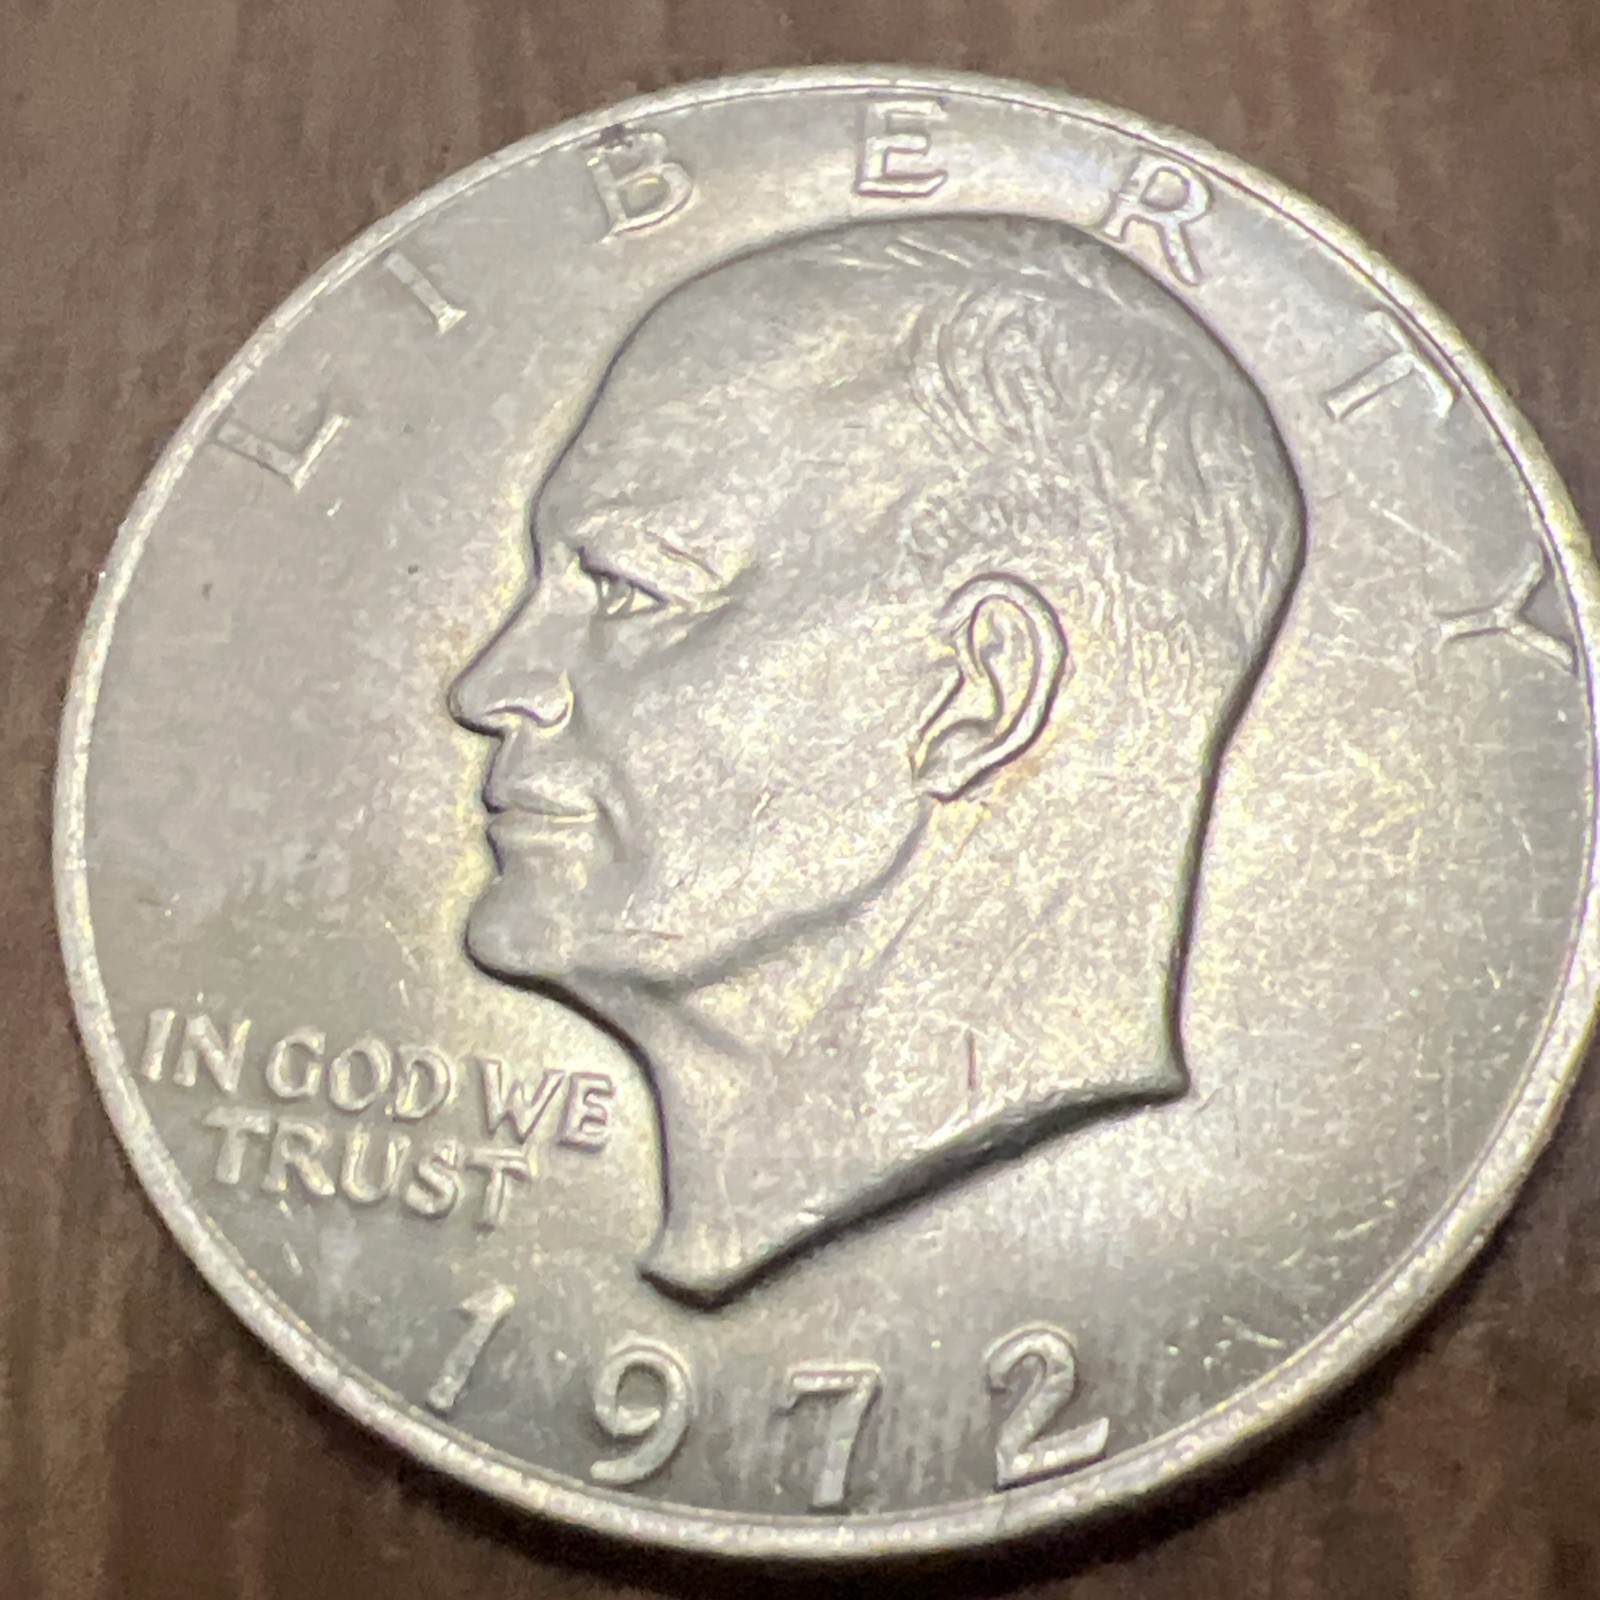 LIBERTY
IN GOD WE
TRUST
1972